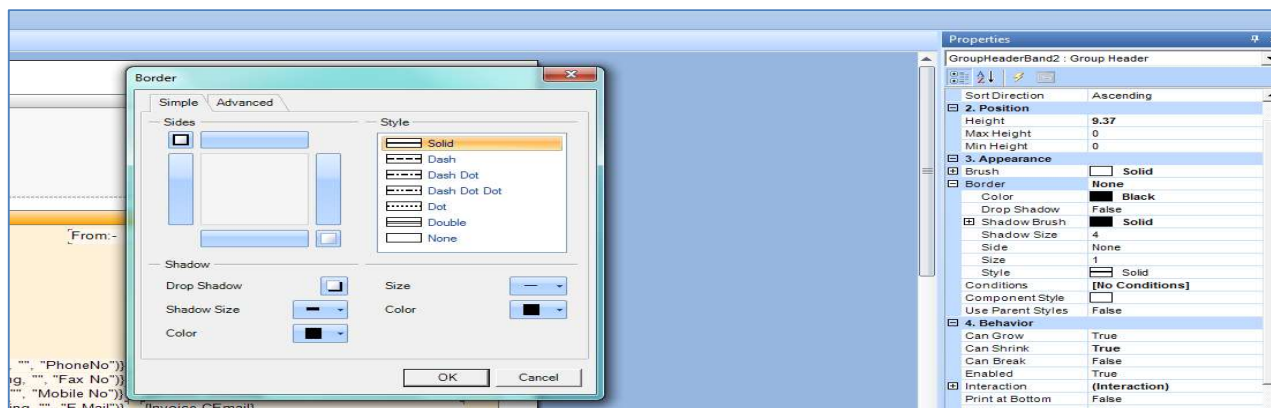 Properties
GroupHeaderBand2 : Group Header
Border
Simple Advanced
Sides
Style
Solid
Dash
Dash Dot
Dash Dot Dot
Dot
Double
None
Shadow
Drop Shadow
Size
Shadow Size
Color
Color
OK Cancel
From:-
, "", "PhoneNo")}
ng, "", "Fax No")}
"", "Mobile No")}
ing, "", "E-Mail")} {Invoice.CEmail}
Sort Direction Ascending
2. Position
Height 9.37
Max Height 0
Min Height 0
3. Appearance
Brush Solid
Border None
Color Black
Drop Shadow False
Shadow Brush Solid
Shadow Size 4
Side None
Size 1
Style Solid
Conditions [No Conditions]
Component Style
Use Parent Styles False
4. Behavior
Can Grow True
Can Shrink True
Can Break False
Enabled True
Interaction (Interaction)
Print at Bottom False